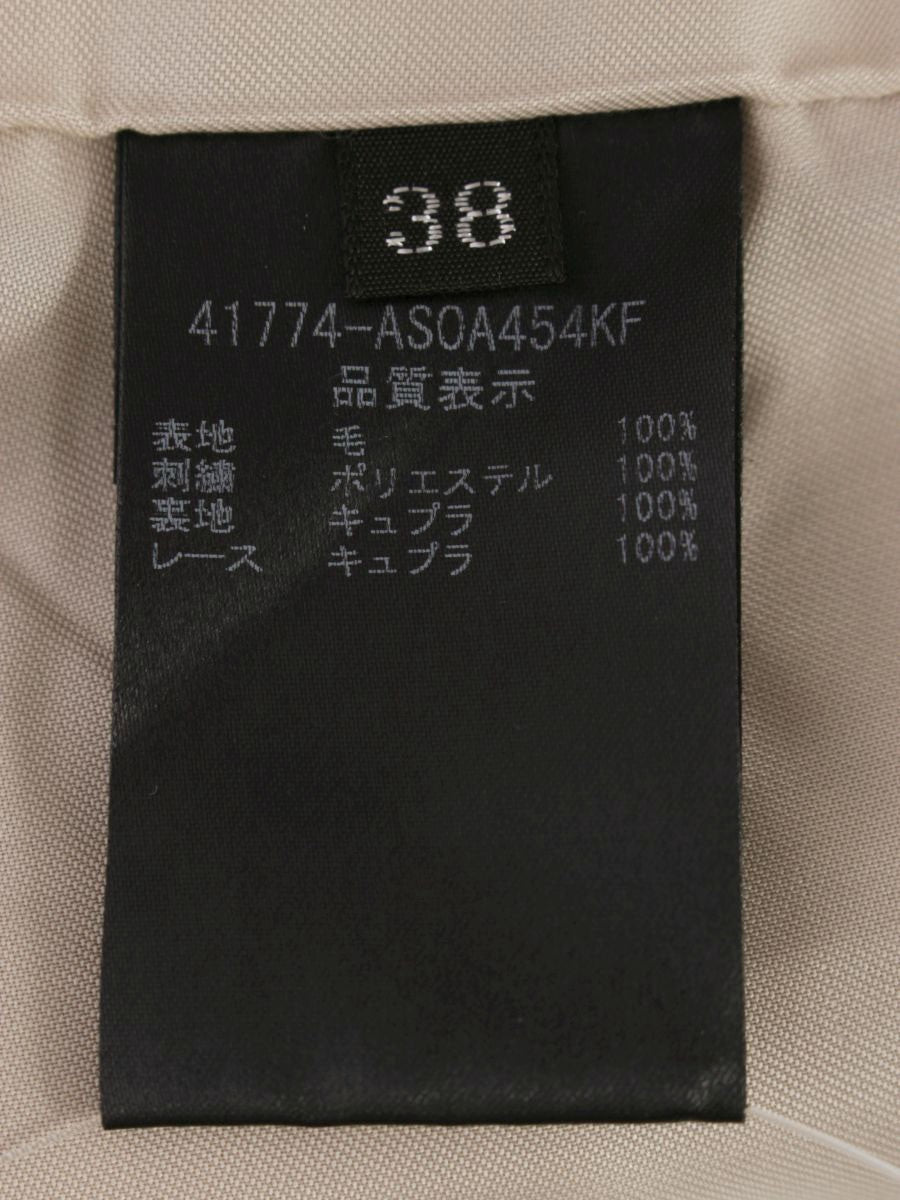 38
41774-ASOA454KF
品質表示
表地 毛 100%
刺繍 ポリエステル 100%
裏地 キュプラ 100%
レース キュプラ 100%